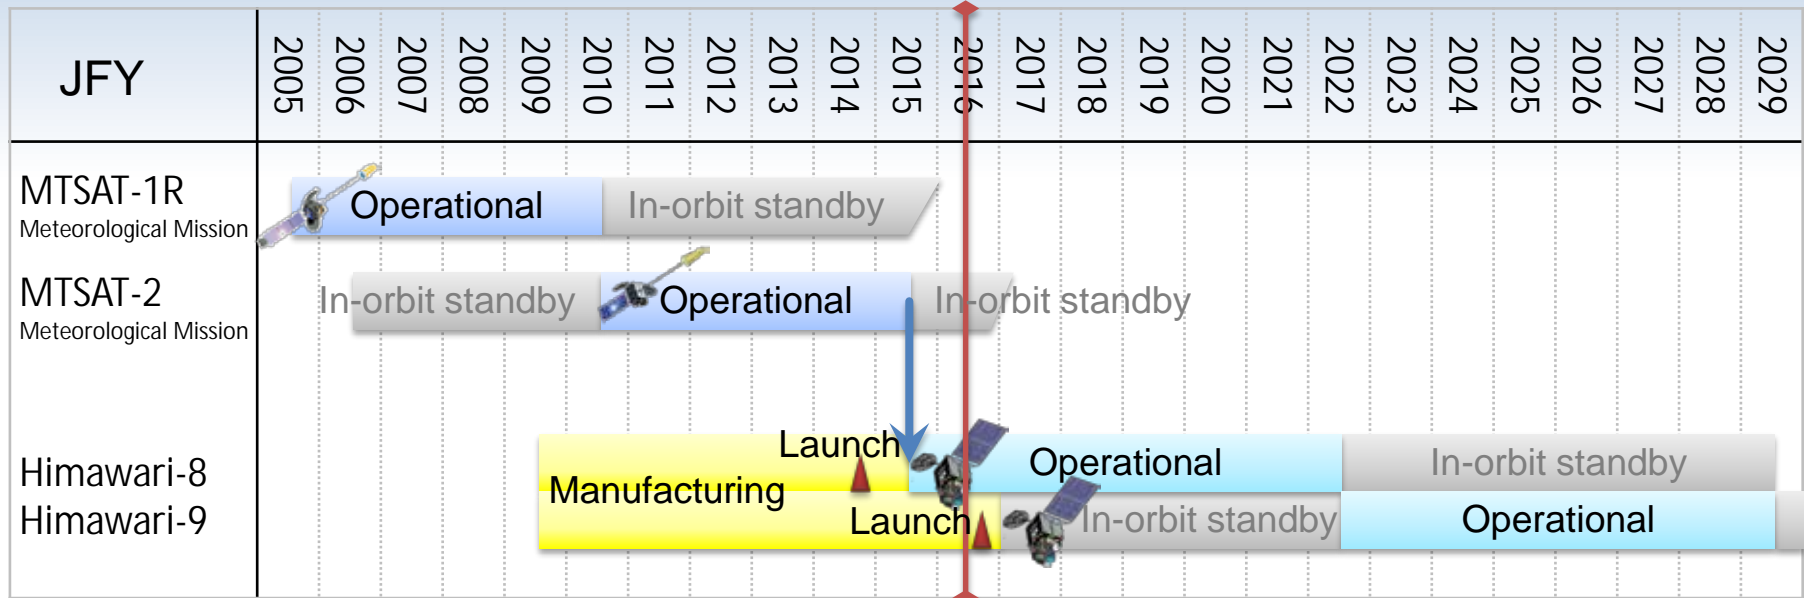 JFY 2005 2006 2007 2008 2009 2010 2011 2012 2013 2014 2015 2016 2017 2018 2019 2020 2021 2022 2023 2024 2025 2026 2027 2028 2029
MTSAT-1R Operational In-orbit standby
Meteorological Mission
MTSAT-2 In-orbit standby Operational In-orbit standby
Meteorological Mission
Launch Operational In-orbit standby
Himawari-8
Manufacturing
Himawari-9 Launch In-orbit standby Operational